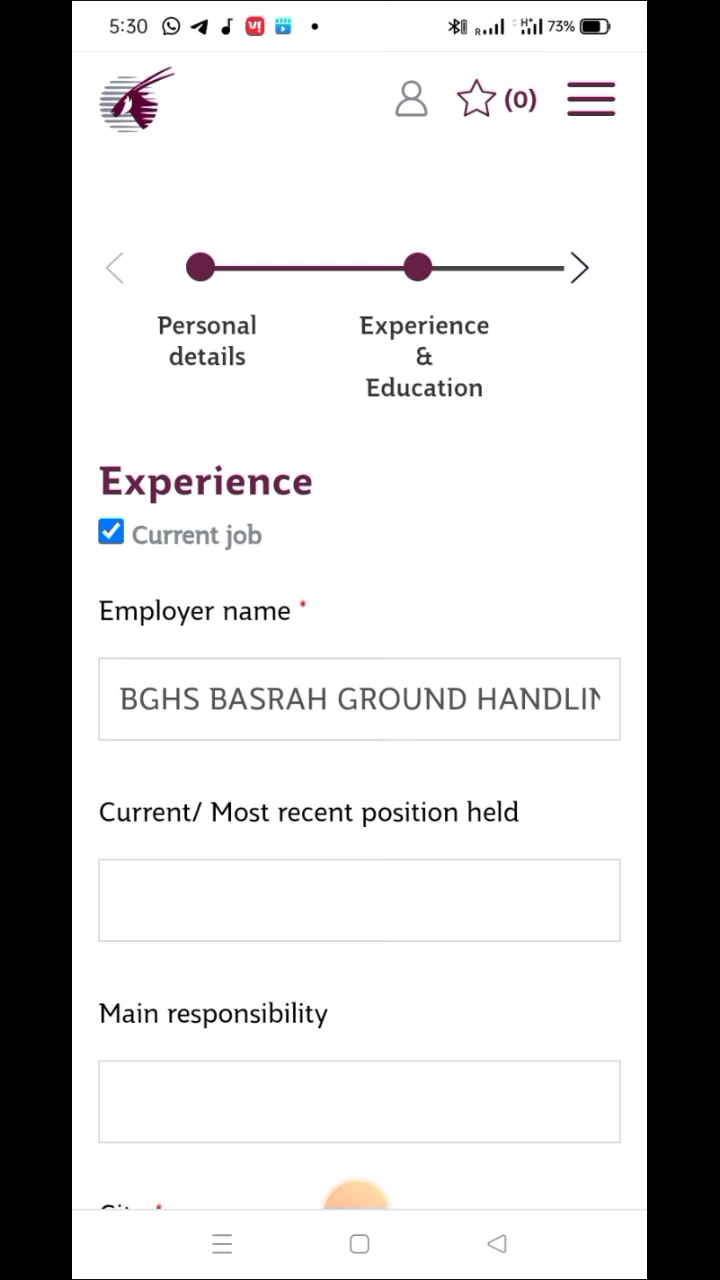 5:30
R
H+
73%
(0)
Personal
details
Experience
&
Education
Experience
Current job
Employer name *
BGHS BASRAH GROUND HANDLIN
Current/ Most recent position held
Main responsibility